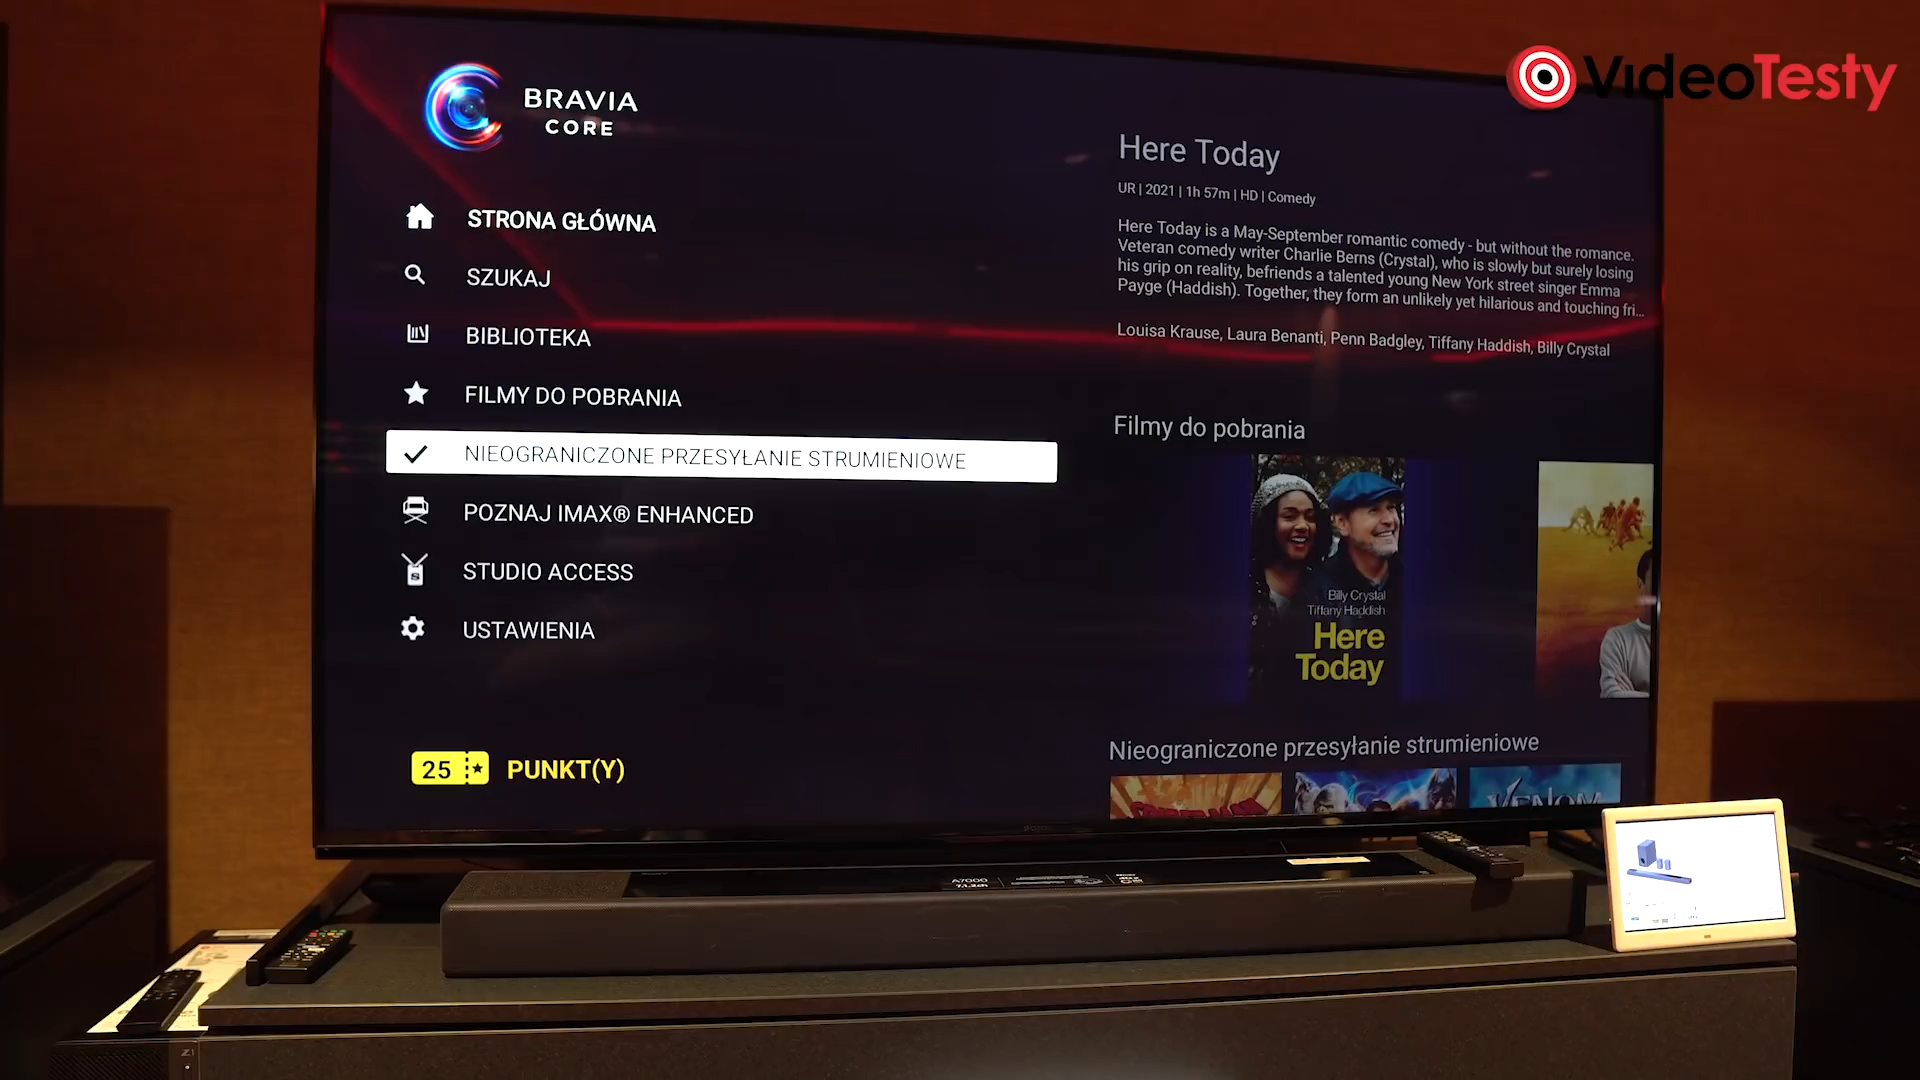 VideoTesty
BRAVIA
CORE
STRONA GŁÓWNA
SZUKAJ
BIBLIOTEKA
FILMY DO POBRANIA
NIEOGRANICZONE PRZESYŁANIE STRUMIENIOWE
POZNAJ IMAX® ENHANCED
STUDIO ACCESS
USTAWIENIA
25 PUNKT(Y)
Here Today
UR | 2021 | 1h 57m | HD | Comedy
Here Today is a May-September romantic comedy - but without the romance.
Veteran comedy writer Charlie Berns (Crystal), who is slowly but surely losing
his grip on reality, befriends a talented young New York street singer Emma
Payge (Haddish). Together, they form an unlikely yet hilarious and touching fri...
Louisa Krause, Laura Benanti, Penn Badgley, Tiffany Haddish, Billy Crystal
Filmy do pobrania
Billy Crystal
Tiffany Haddish
Here
Today
Nieograniczone przesyłanie strumieniowe
VENOM
A7000
7.1.2ch